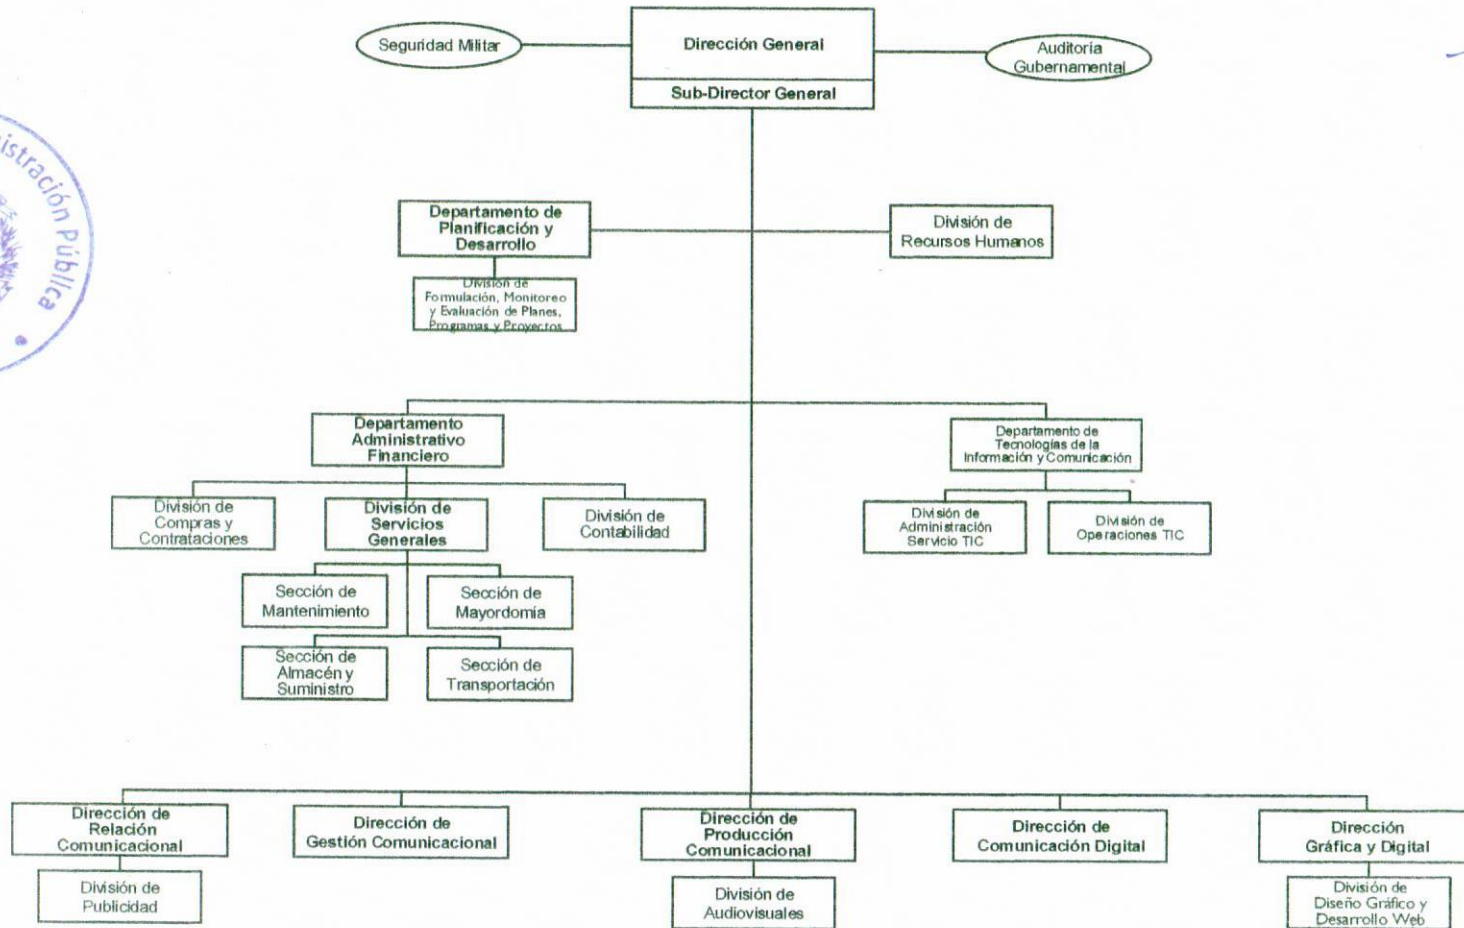 Seguridad Militar
Dirección General
Auditoría
Gubernamental
Sub-Director General
Administración Pública
Departamento de
Planificación y
Desarrollo
División de
Recursos Humanos
División de
Formulación, Monitoreo
y Evaluación de Planes,
Programas y Proyectos
Departamento
Administrativo
Financiero
Departamento de
Tecnologías de la
Información y Comunicación
División de
Compras y
Contrataciones
División de
Servicios
Generales
División de
Contabilidad
División de
Administración
Servicio TIC
División de
Operaciones TIC
Sección de
Mantenimiento
Sección de
Mayordomía
Sección de
Almacén y
Suministro
Sección de
Transportación
Dirección de
Relación
Comunicacional
Dirección de
Gestión Comunicacional
Dirección de
Producción
Comunicacional
Dirección de
Comunicación Digital
Dirección
Gráfica y Digital
División de
Publicidad
División de
Audiovisuales
División de
Diseño Gráfico y
Desarrollo Web